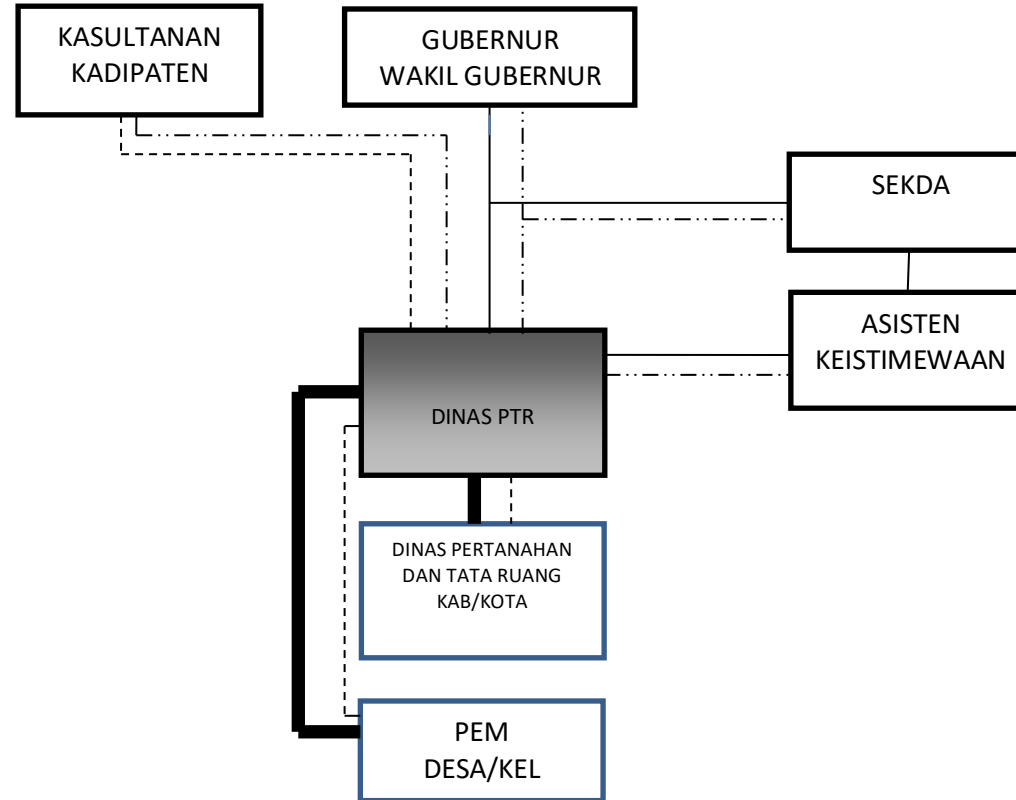 KASULTANAN
KADIPATEN
GUBERNUR
WAKIL GUBERNUR
SEKDA
ASISTEN
KEISTIMEWAAN
DINAS PTR
DINAS PERTANAHAN
DAN TATA RUANG
KAB/KOTA
PEM
DESA/KEL